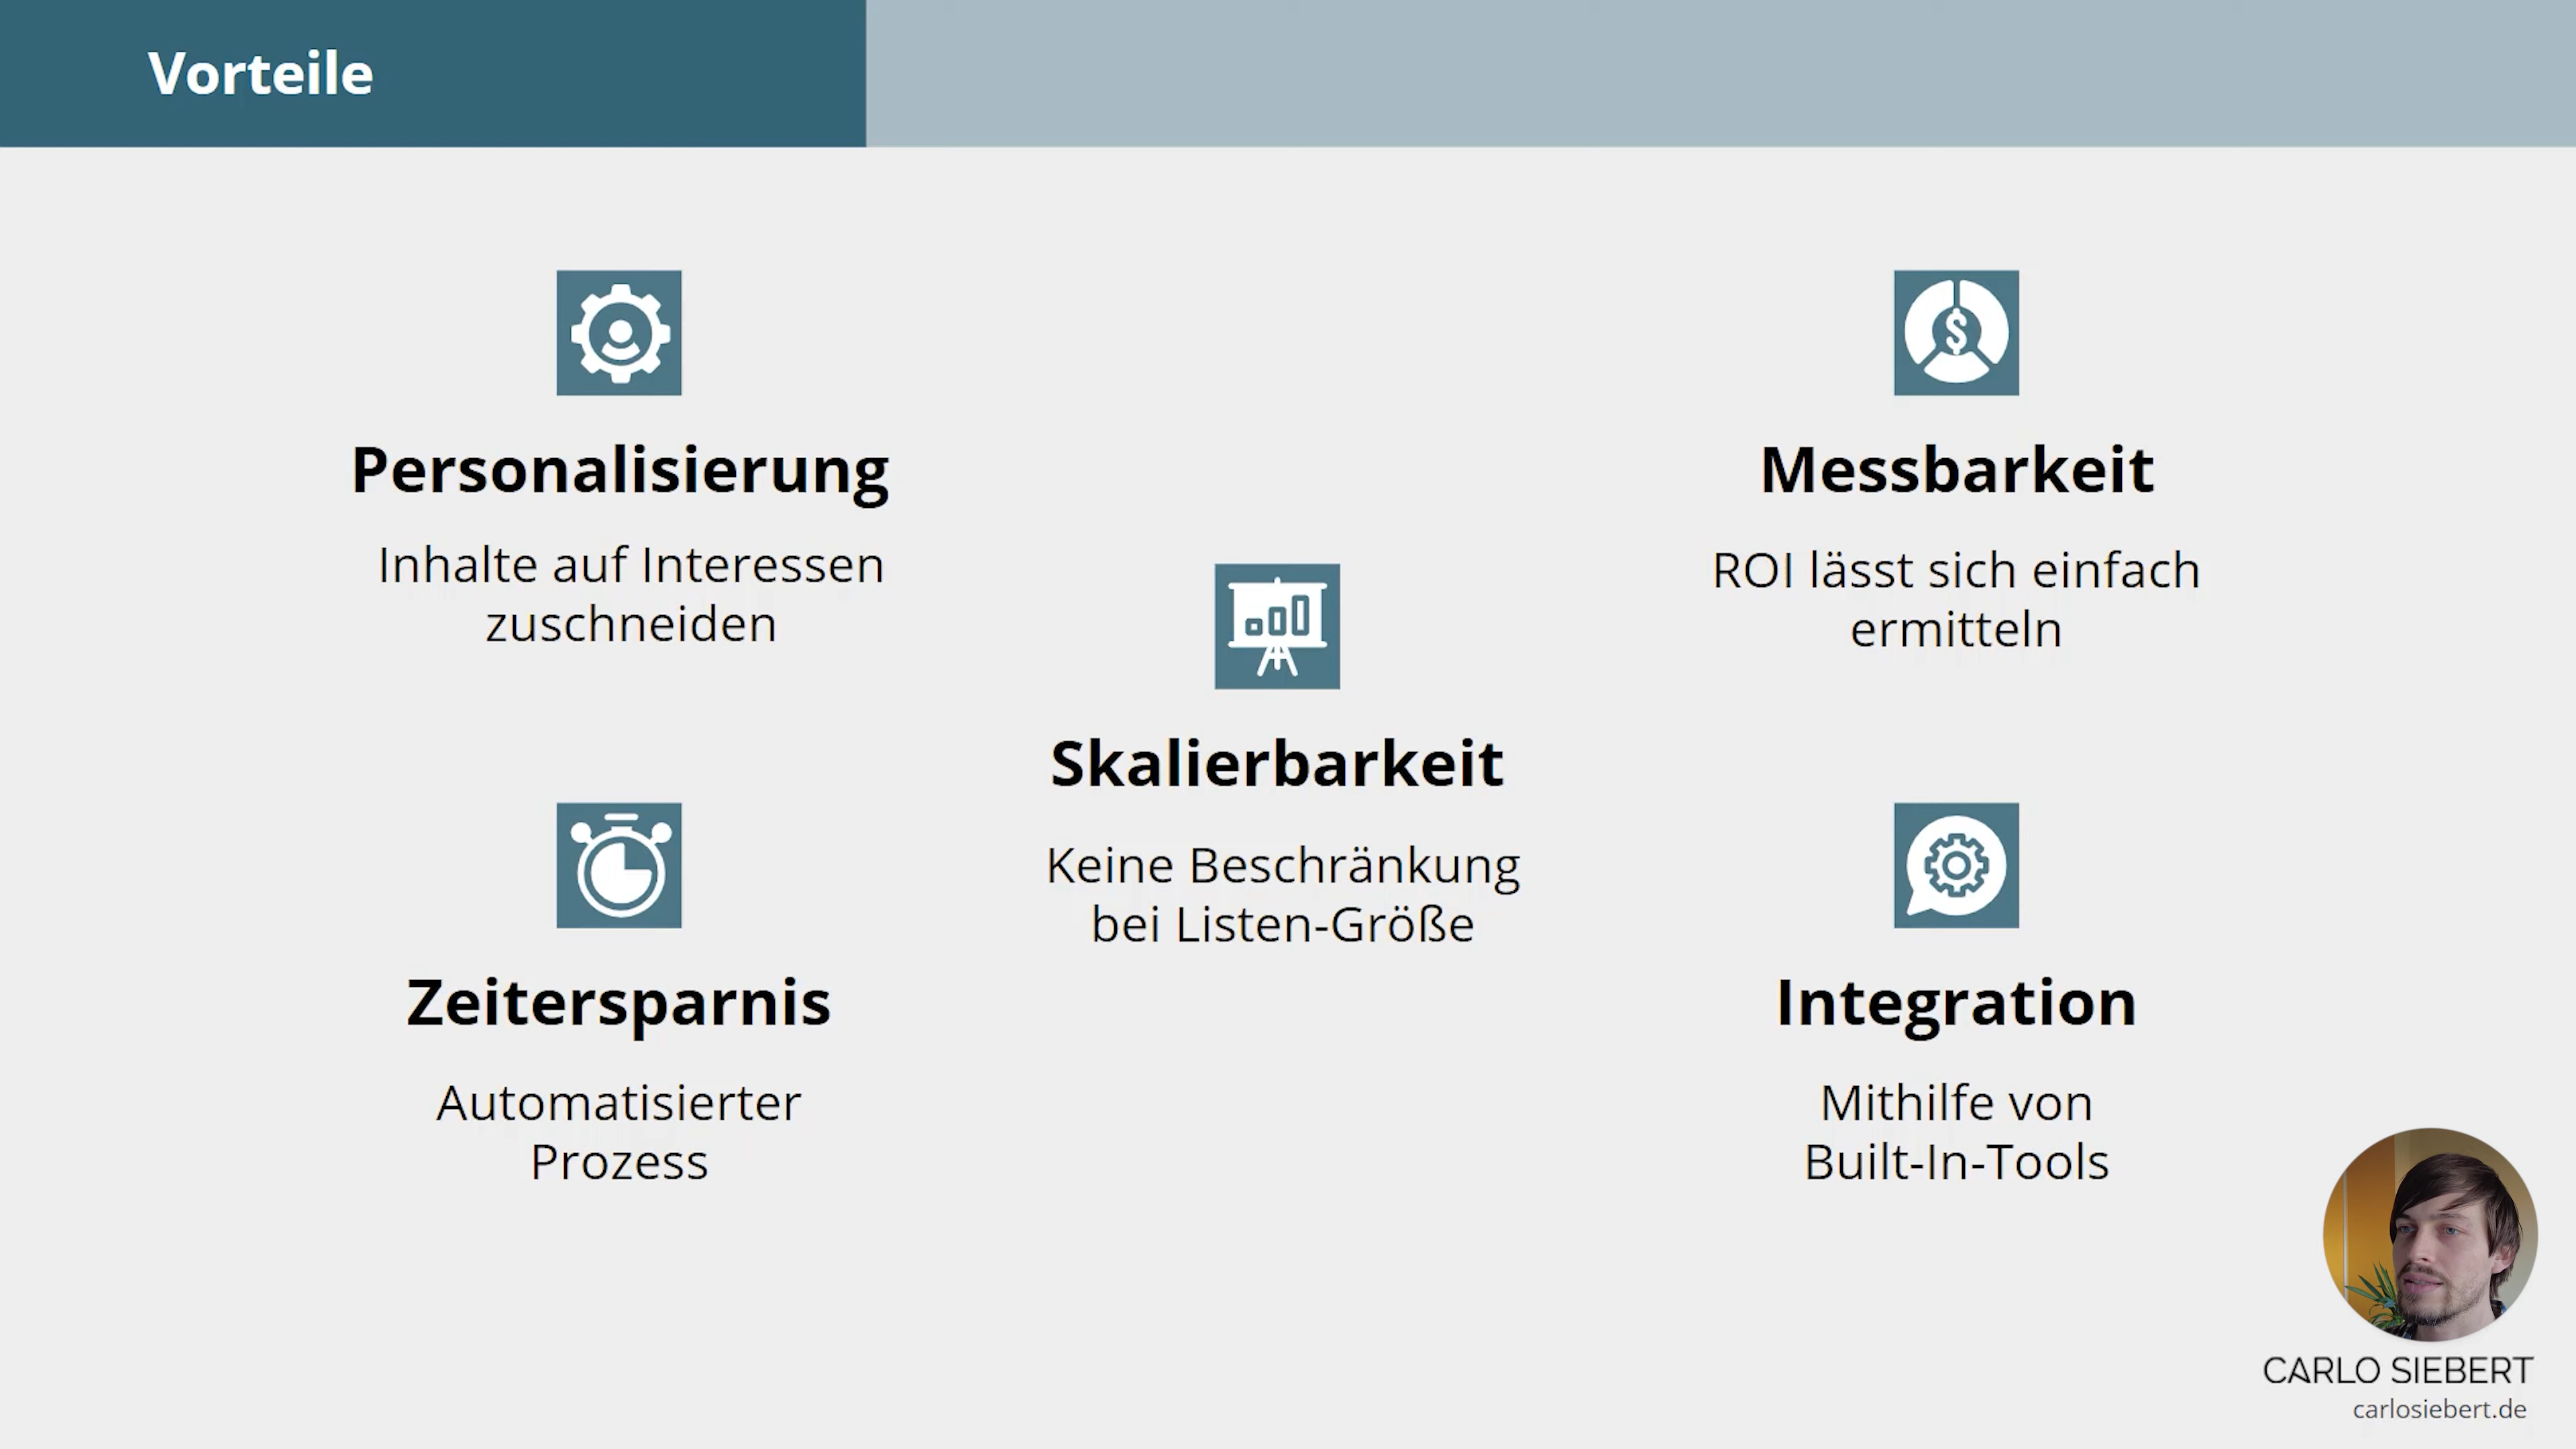 Vorteile
Personalisierung
Inhalte auf Interessen
zuschneiden
Messbarkeit
ROI lässt sich einfach
ermitteln
Skalierbarkeit
Keine Beschränkung
bei Listen-Größe
Zeitersparnis
Automatisierter
Prozess
Integration
Mithilfe von
Built-In-Tools
CARLO SIEBERT
carlosiebert.de